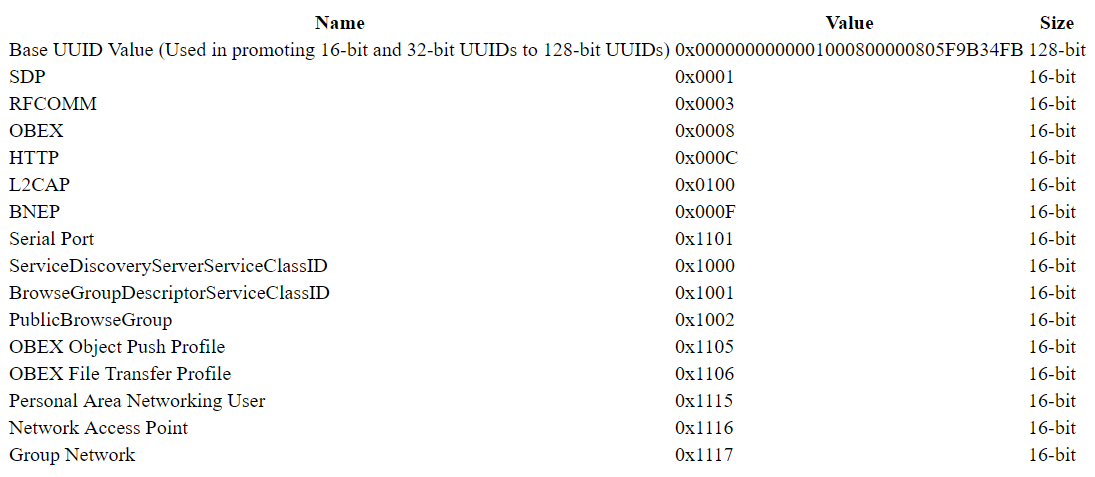 Name Value Size
Base UUID Value (Used in promoting 16-bit and 32-bit UUIDs to 128-bit UUIDs) 0x0000000000001000800000805F9B34FB 128-bit
SDP 0x0001 16-bit
RFCOMM 0x0003 16-bit
OBEX 0x0008 16-bit
HTTP 0x000C 16-bit
L2CAP 0x0100 16-bit
BNEP 0x000F 16-bit
Serial Port 0x1101 16-bit
ServiceDiscoveryServerServiceClassID 0x1000 16-bit
BrowseGroupDescriptorServiceClassID 0x1001 16-bit
PublicBrowseGroup 0x1002 16-bit
OBEX Object Push Profile 0x1105 16-bit
OBEX File Transfer Profile 0x1106 16-bit
Personal Area Networking User 0x1115 16-bit
Network Access Point 0x1116 16-bit
Group Network 0x1117 16-bit